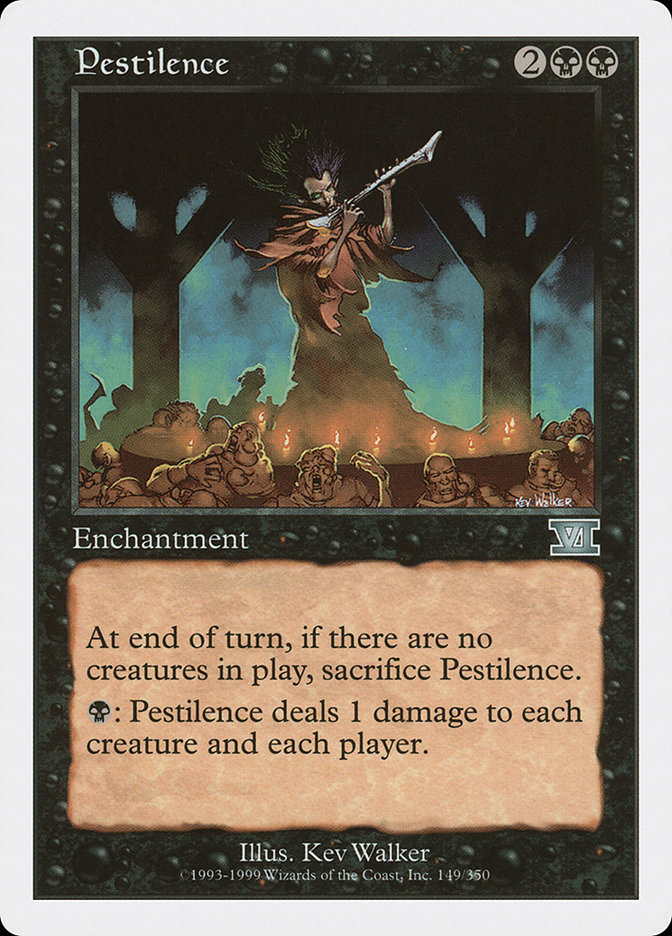 Pestilence 2
KEV WALKER
Enchantment VI
At end of turn, if there are no
creatures in play, sacrifice Pestilence.
: Pestilence deals 1 damage to each
creature and each player.
Illus. Kev Walker
©1993-1999 Wizards of the Coast, Inc. 149/350